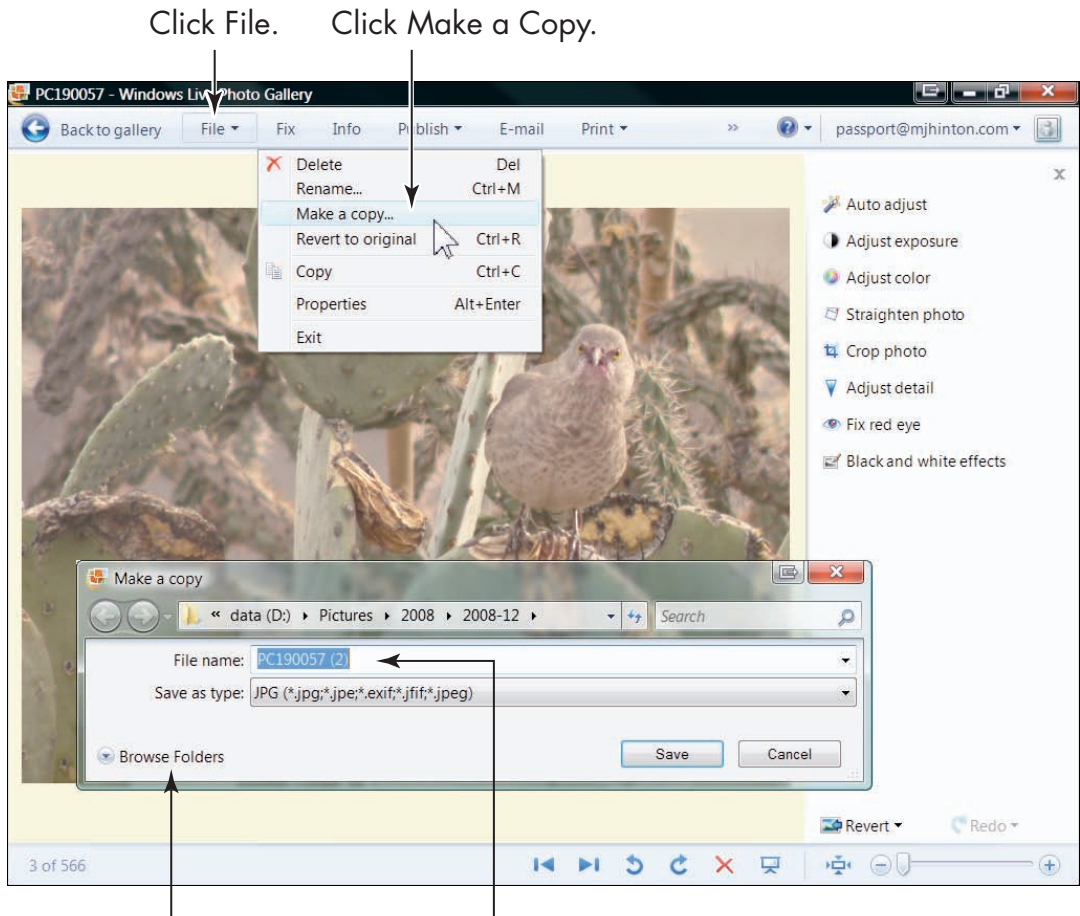 Click File. Click Make a Copy.
PC190057 - Windows Live Photo Gallery
Back to gallery File Fix Info Publish E-mail Print » passport@mjhinton.com
Delete Del
Rename... Ctrl+M
Make a copy...
Revert to original Ctrl+R
Copy Ctrl+C
Properties Alt+Enter
Exit
x
Auto adjust
Adjust exposure
Adjust color
Straighten photo
Crop photo
Adjust detail
Fix red eye
Black and white effects
Make a copy
« data (D:) Pictures 2008 2008-12 Search
File name: PC190057 (2)
Save as type: JPG (*.jpg;*.jpe;*.exif;*.jfif;*.jpeg)
Browse Folders Save Cancel
Revert Redo
3 of 566